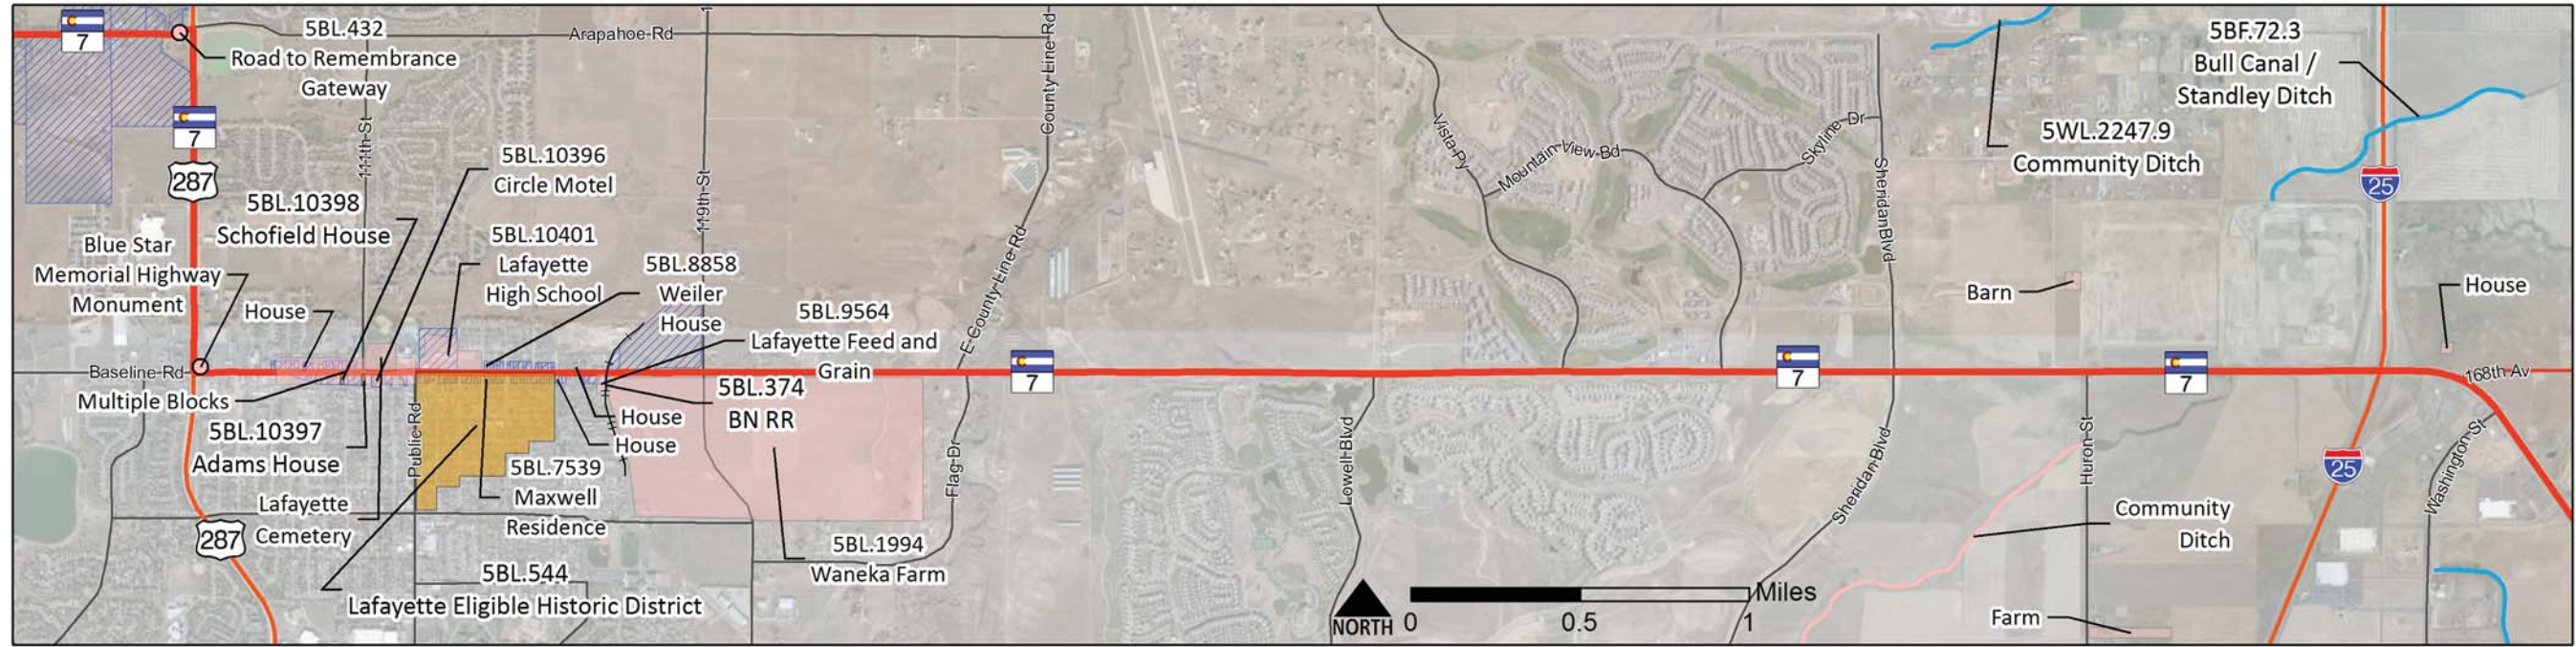 7
5BL.432
Road to Remembrance
Gateway
Arapahoe Rd
County Line Rd
5BF.72.3
Bull Canal /
Standley Ditch
7
287
111th St
119th St
Vista Py
Mountain View Bd
Skyline Dr
Sheridan Blvd
5WL.2247.9
Community Ditch
25
5BL.10396
Circle Motel
5BL.10398
Schofield House
5BL.10401
Lafayette
High School
Blue Star
Memorial Highway
Monument
House
5BL.8858
Weiler
House
5BL.9564
Lafayette Feed and
Grain
E County Line Rd
Barn
House
Baseline Rd
7
7
7
168th Av
Multiple Blocks
5BL.374
BN RR
House
House
5BL.10397
Adams House
Public Rd
5BL.7539
Maxwell
Residence
Flag Dr
Lowell Blvd
Sheridan Blvd
Huron St
Washington St
25
Lafayette
Cemetery
287
Community
Ditch
5BL.544
Lafayette Eligible Historic District
5BL.1994
Waneka Farm
NORTH
0
0.5
1
Miles
Farm